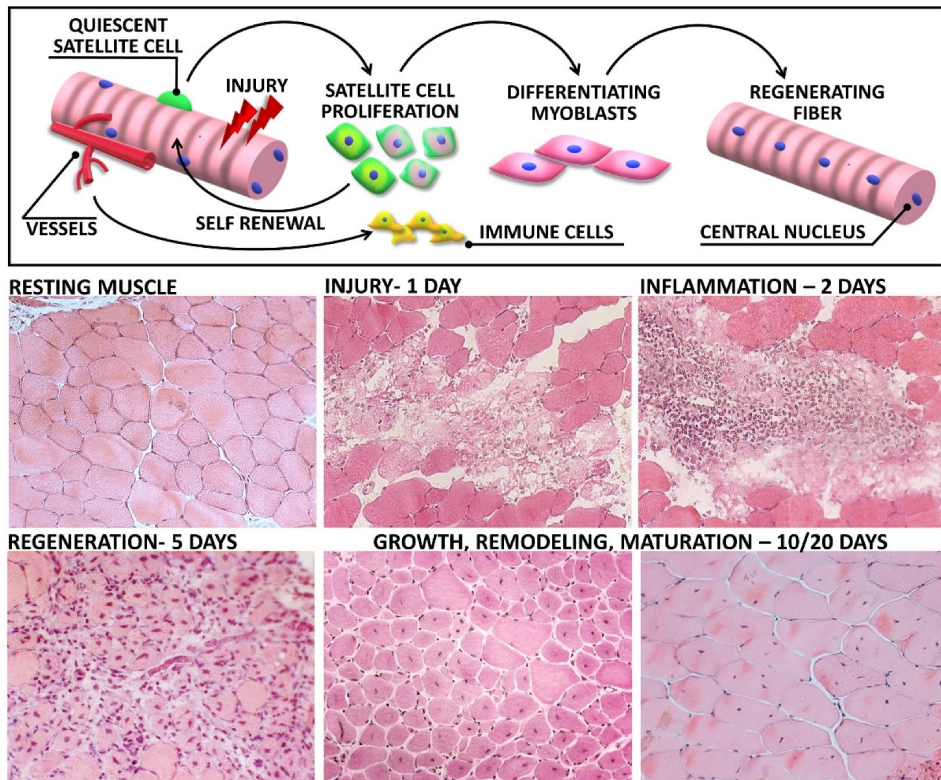 QUIESCENT
SATELLITE CELL
INJURY
SATELLITE CELL
PROLIFERATION
DIFFERENTIATING
MYOBLASTS
REGENERATING
FIBER
VESSELS
SELF RENEWAL
IMMUNE CELLS
CENTRAL NUCLEUS
RESTING MUSCLE
INJURY- 1 DAY
INFLAMMATION – 2 DAYS
REGENERATION- 5 DAYS
GROWTH, REMODELING, MATURATION – 10/20 DAYS